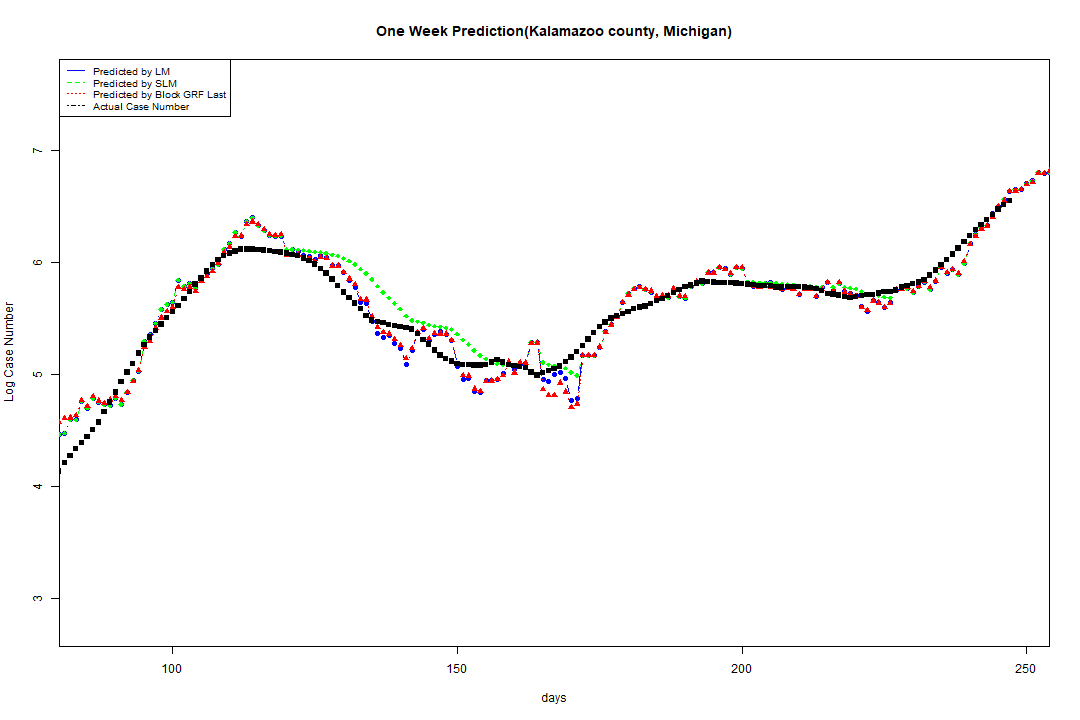 One Week Prediction(Kalamazoo county, Michigan)
Predicted by LM
Predicted by SLM
Predicted by Block GRF Last
Actual Case Number
7
6
5
4
3
Log Case Number
100 150 200 250
days